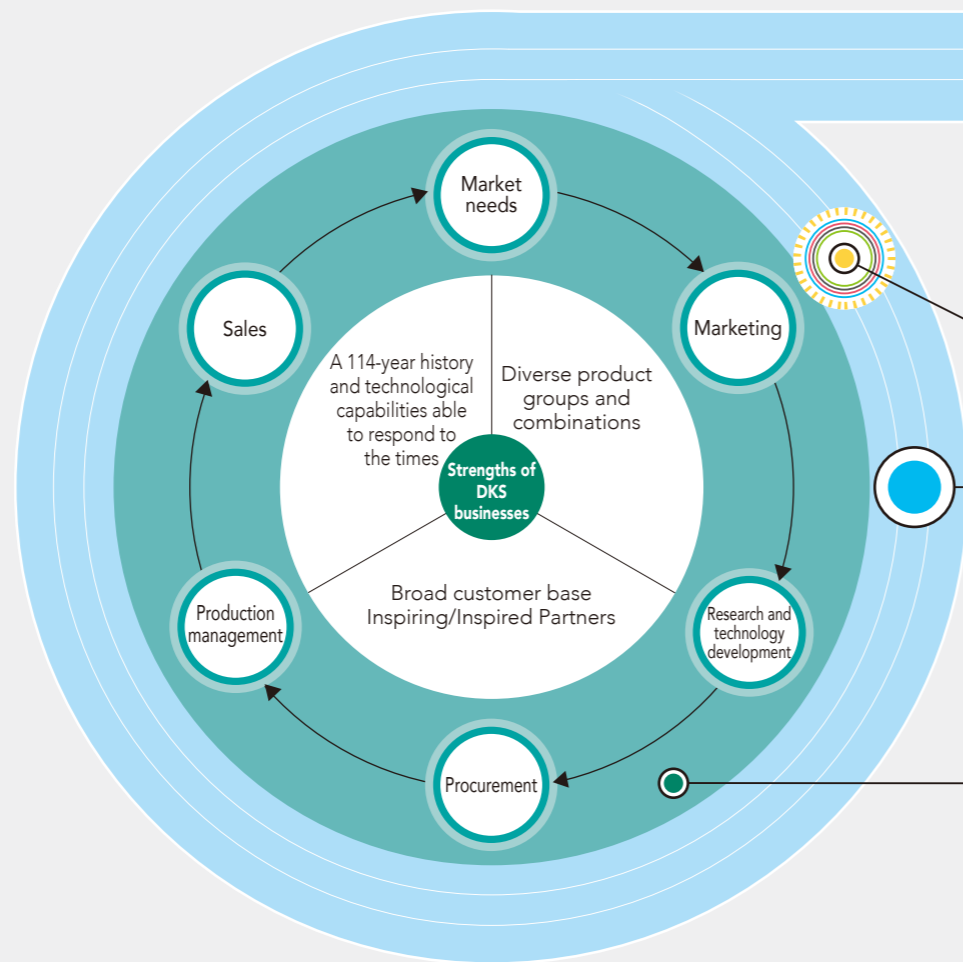 Market
needs
Marketing
Research and
technology
development
Procurement
Production
management
Sales
A 114-year history
and technological
capabilities able
to respond to
the times
Diverse product
groups and
combinations
Strengths of
DKS
businesses
Broad customer base
Inspiring/Inspired Partners